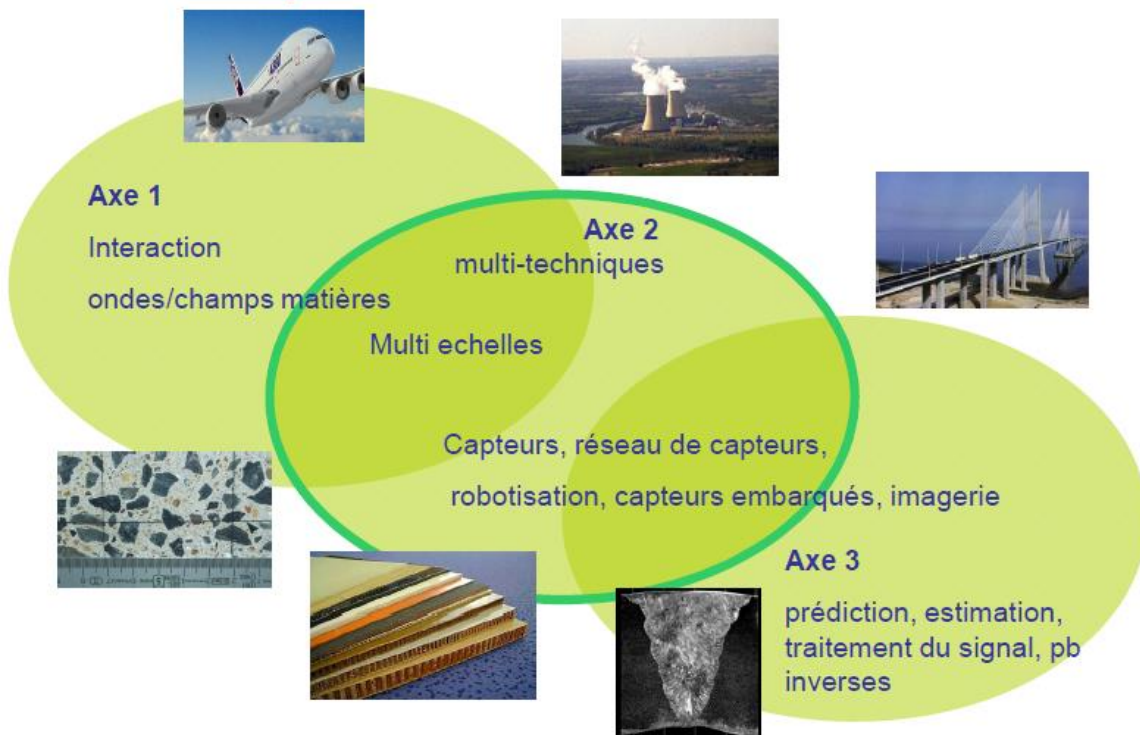 Axe 1
Interaction
ondes/champs matières
Axe 2
multi-techniques
Multi echelles
Capteurs, réseau de capteurs,
robotisation, capteurs embarqués, imagerie
Axe 3
prédiction, estimation,
traitement du signal, pb
inverses